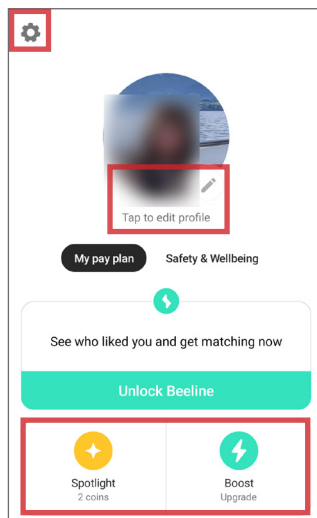 Tap to edit profile
My pay plan Safety & Wellbeing
See who liked you and get matching now
Unlock Beeline
Spotlight Boost
2 coins Upgrade